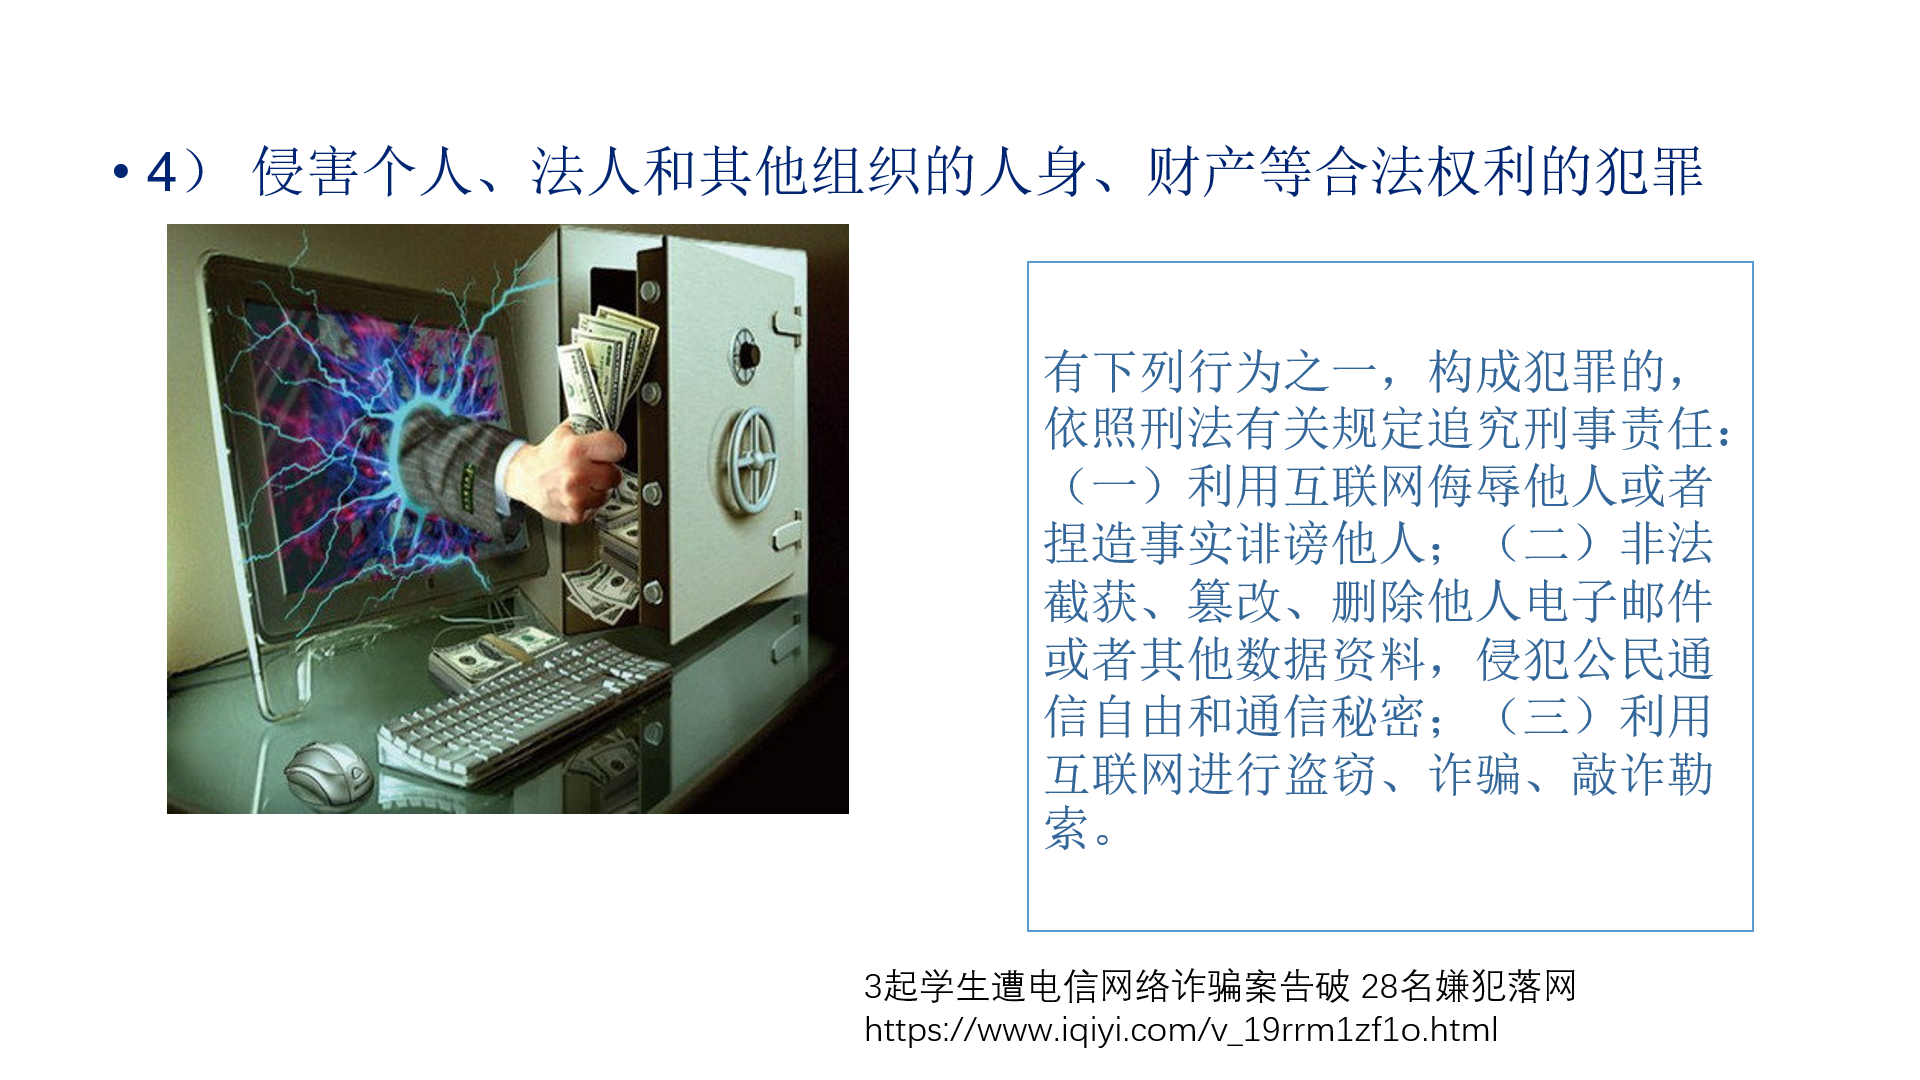 • 4） 侵害个人、法人和其他组织的人身、财产等合法权利的犯罪
有下列行为之一，构成犯罪的，
依照刑法有关规定追究刑事责任：
（一）利用互联网侮辱他人或者
捏造事实诽谤他人；（二）非法
截获、篡改、删除他人电子邮件
或者其他数据资料，侵犯公民通
信自由和通信秘密；（三）利用
互联网进行盗窃、诈骗、敲诈勒
索。
3起学生遭电信网络诈骗案告破 28名嫌犯落网
https://www.iqiyi.com/v_19rrm1zf1o.html